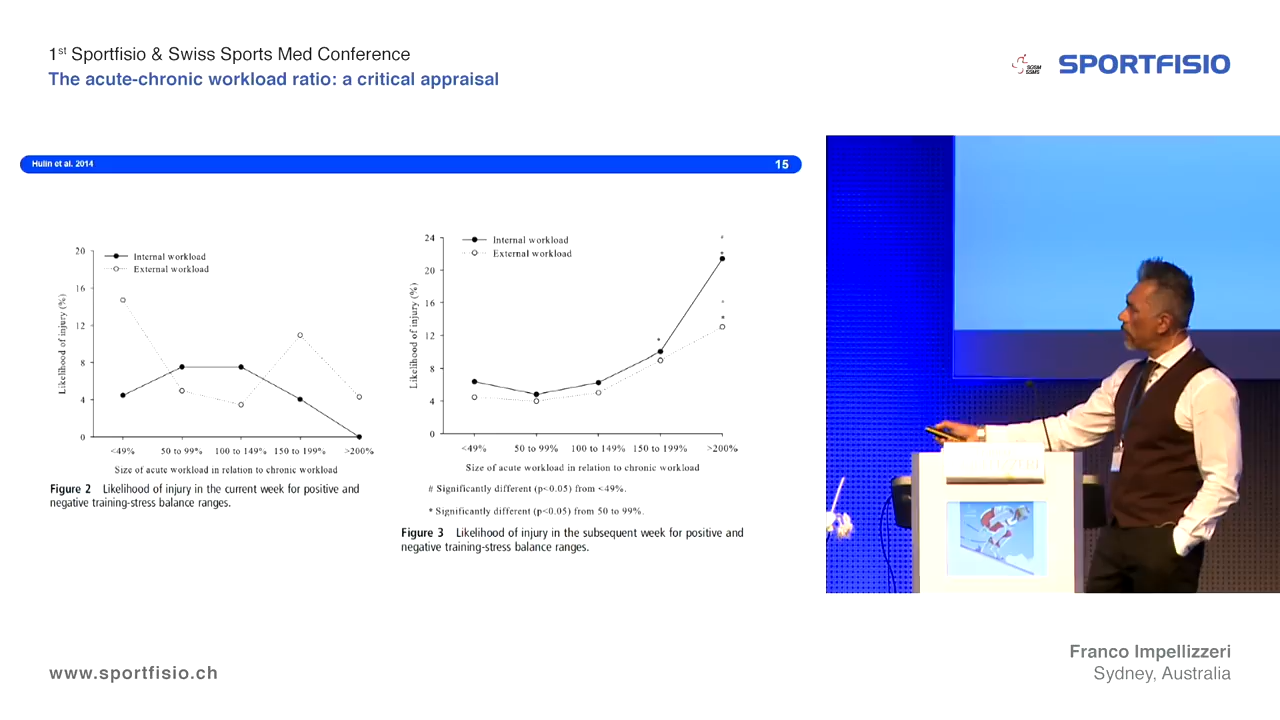 1st Sportfisio & Swiss Sports Med Conference
The acute-chronic workload ratio: a critical appraisal
SGSM
SSMS
SPORTFISIO
Hulin et al. 2014
15
20
16
12
8
4
0
Likelihood of injury (%)
Internal workload
External workload
<49%
50 to 99%
100 to 149%
150 to 199%
>200%
Size of acute workload in relation to chronic workload
Figure 2 Likelihood of injury in the current week for positive and
negative training-stress balance ranges.
24
20
16
12
8
4
0
Likelihood of injury (%)
Internal workload
External workload
#
*
*
*
*
<49%
50 to 99%
100 to 149%
150 to 199%
>200%
Size of acute workload in relation to chronic workload
# Significantly different (p<0.05) from <49%.
* Significantly different (p<0.05) from 50 to 99%.
Figure 3 Likelihood of injury in the subsequent week for positive and
negative training-stress balance ranges.
www.sportfisio.ch
Franco Impellizzeri
Sydney, Australia